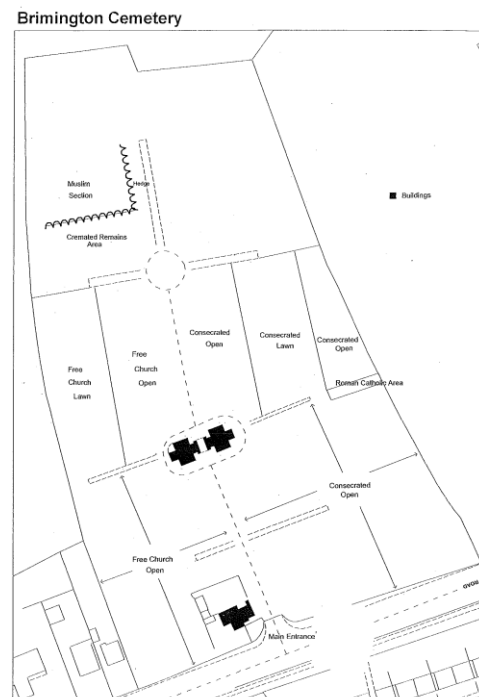 Brimington Cemetery
Muslim
Section
Hedge
Buildings
Cremated Remains
Area
Consecrated
Open
Consecrated
Lawn
Consecrated
Open
Free
Church
Open
Free
Church
Lawn
Roman Catholic Area
Consecrated
Open
Free Church
Open
Main Entrance
ROAD